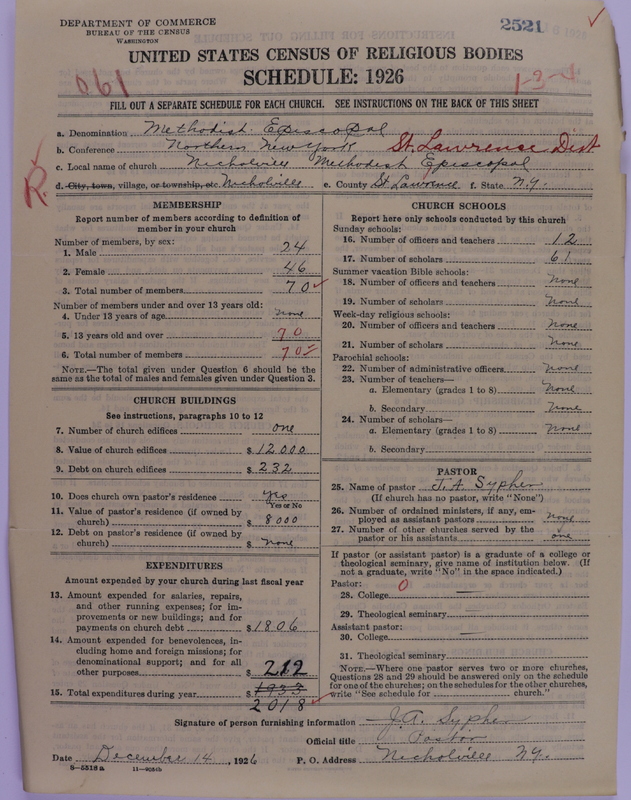 DEPARTMENT OF COMMERCE
BUREAU OF THE CENSUS
WASHINGTON
2521
UNITED STATES CENSUS OF RELIGIOUS BODIES
SCHEDULE: 1926
061
1-3-4
FILL OUT A SEPARATE SCHEDULE FOR EACH CHURCH. SEE INSTRUCTIONS ON THE BACK OF THIS SHEET
a. Denomination Methodist Episcopal
b. Conference Northern New York St. Lawrence Dist
c. Local name of church Nicholville Methodist Episcopal
R
d. City, town, village, or township, etc. Nicholville e. County St Lawrence f. State N.Y.
MEMBERSHIP
Report number of members according to definition of
member in your church
Number of members, by sex:
1. Male 24
2. Female 46
3. Total number of members 70
Number of members under and over 13 years old:
4. Under 13 years of age none
5. 13 years old and over 70
6. Total number of members 70
NOTE.—The total given under Question 6 should be
the same as the total of males and females given under Question 3.
CHURCH BUILDINGS
See instructions, paragraphs 10 to 12
7. Number of church edifices one
8. Value of church edifices $ 12000
9. Debt on church edifices $ 232
10. Does church own pastor's residence yes
Yes or No
11. Value of pastor's residence (if owned by
church) $ 8000
12. Debt on pastor's residence (if owned by
church) $ none
EXPENDITURES
Amount expended by your church during last fiscal year
13. Amount expended for salaries, repairs,
and other running expenses; for im-
provements or new buildings; and for
payments on church debt $ 1806
14. Amount expended for benevolences, in-
cluding home and foreign missions; for
denominational support; and for all
other purposes $ 212
15. Total expenditures during year $ 1933
2018
CHURCH SCHOOLS
Report here only schools conducted by this church
Sunday schools:
16. Number of officers and teachers 12
17. Number of scholars 61
Summer vacation Bible schools:
18. Number of officers and teachers none
19. Number of scholars none
Week-day religious schools:
20. Number of officers and teachers none
21. Number of scholars none
Parochial schools:
22. Number of administrative officers none
23. Number of teachers—
a. Elementary (grades 1 to 8) none
b. Secondary none
24. Number of scholars—
a. Elementary (grades 1 to 8) none
b. Secondary
PASTOR
25. Name of pastor J. A. Sypher
(If church has no pastor, write "None")
26. Number of ordained ministers, if any, em-
ployed as assistant pastors none
27. Number of other churches served by the
pastor or his assistants one
If pastor (or assistant pastor) is a graduate of a college or
theological seminary, give name of institution below. (If
not a graduate, write "No" in the space indicated.)
Pastor: 0
28. College —
29. Theological seminary —
Assistant pastor:
30. College —
31. Theological seminary
NOTE.—Where one pastor serves two or more churches,
Questions 28 and 29 should be answered only on the schedule
for one of the churches; on the schedules for the other churches,
write "See schedule for church."
Signature of person furnishing information J. A. Sypher
Official title Pastor
Date December 14, 1926 P. O. Address Nicholville N.Y.
8—5518 a